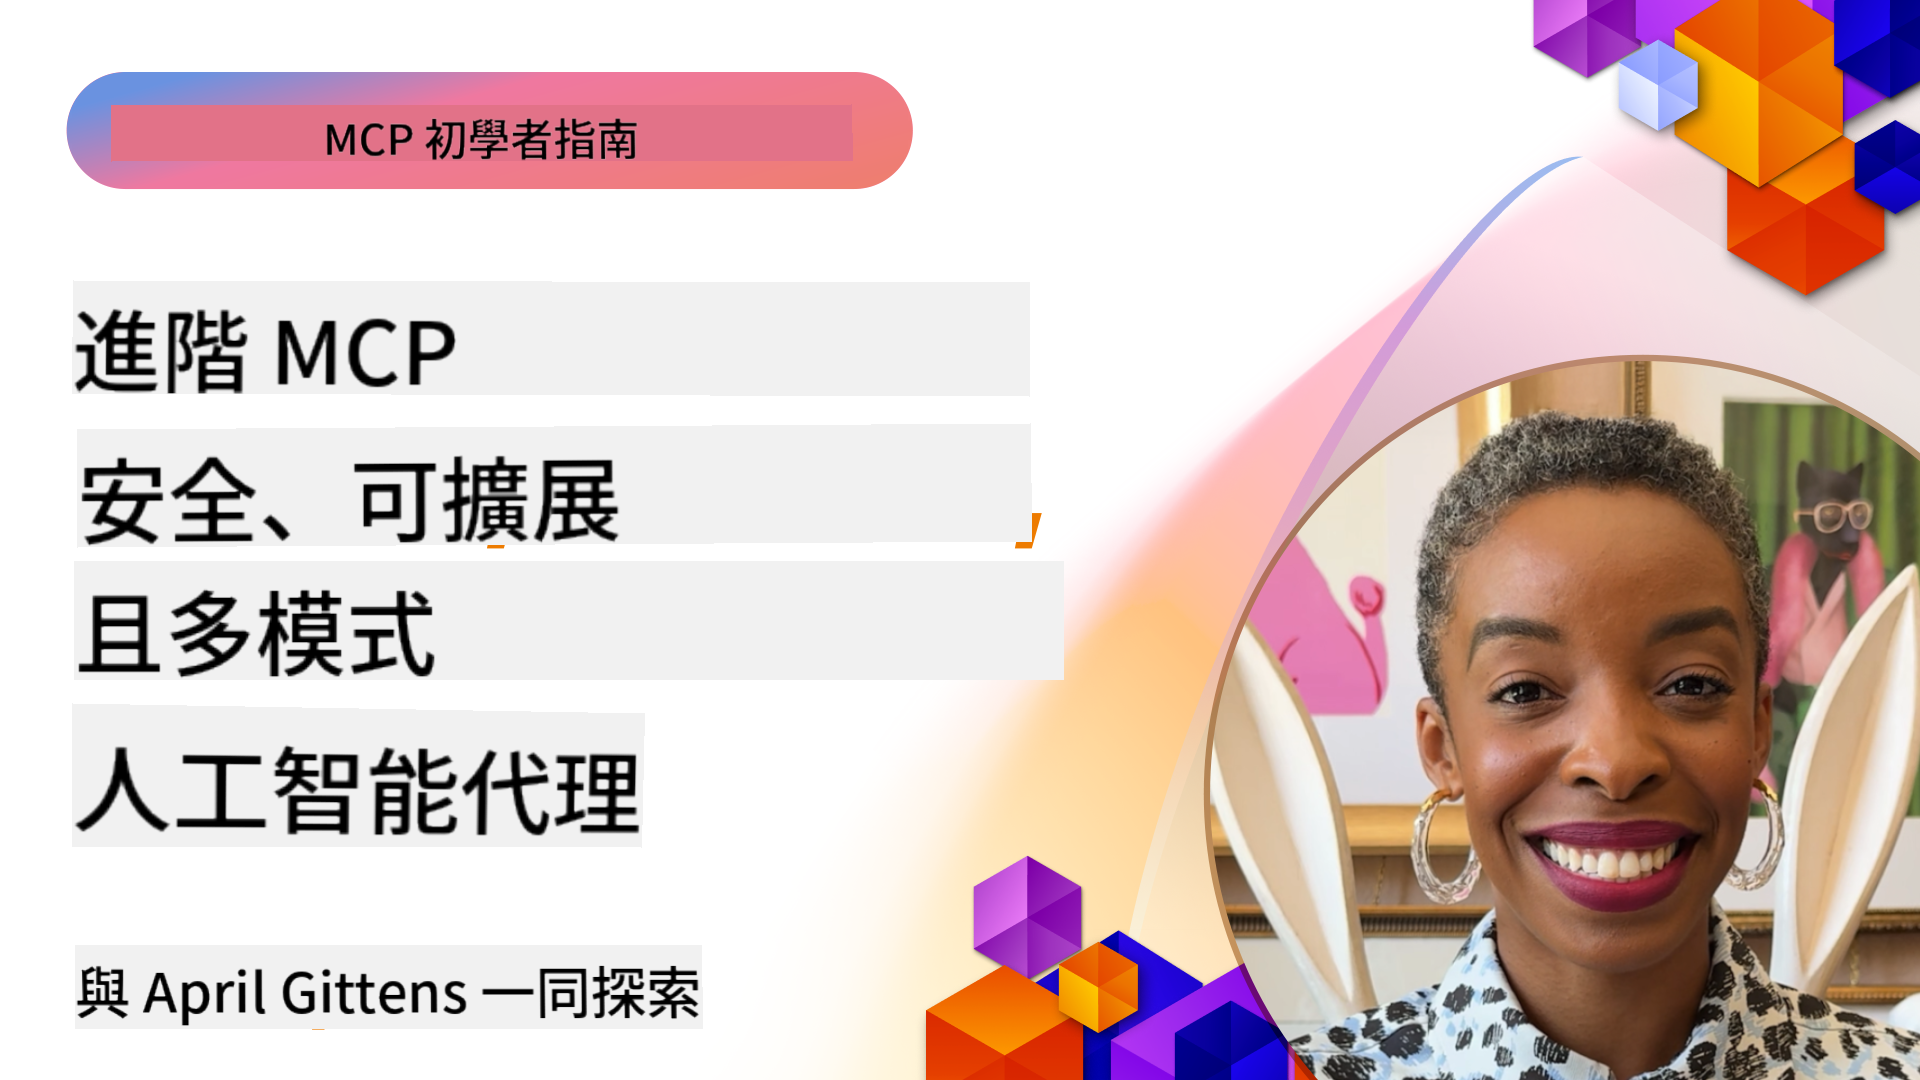 MCP 初學者指南
進階 MCP
安全、可擴展
且多模式
人工智能代理
與 April Gittens 一同探索